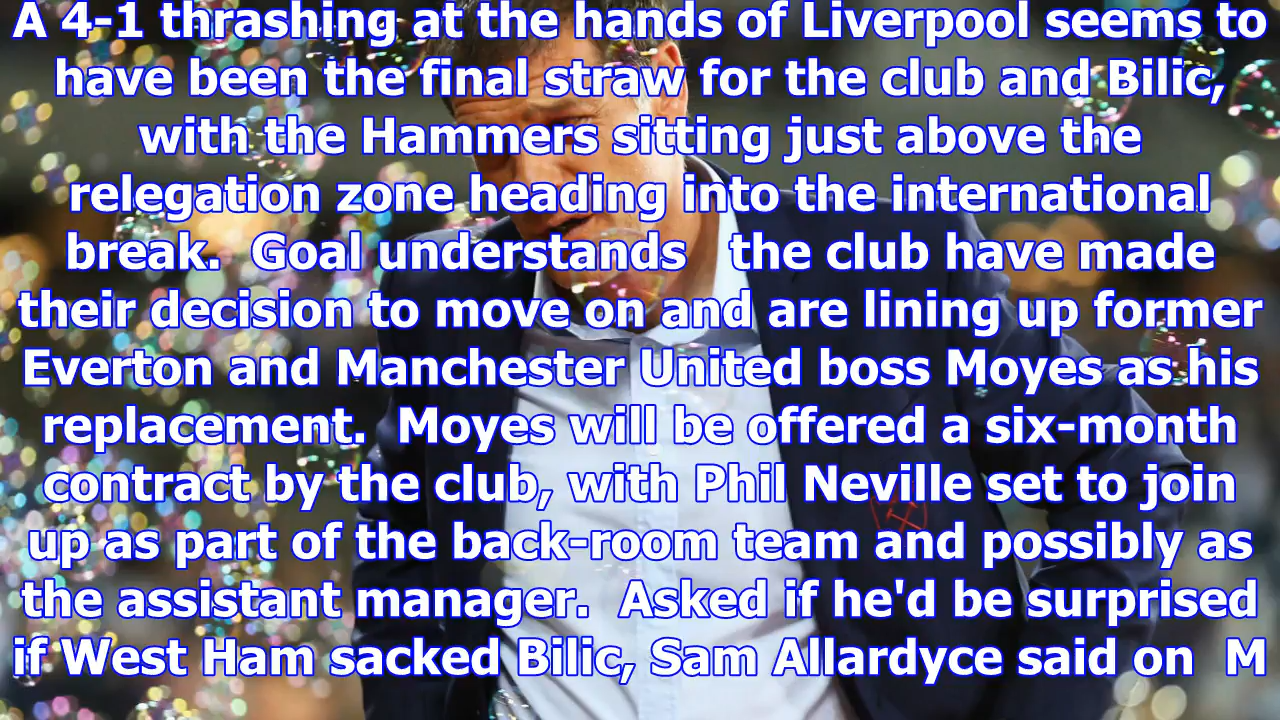 A 4-1 thrashing at the hands of Liverpool seems to
have been the final straw for the club and Bilic,
with the Hammers sitting just above the
relegation zone heading into the international
break.  Goal understands   the club have made
their decision to move on and are lining up former
Everton and Manchester United boss Moyes as his
replacement.  Moyes will be offered a six-month
contract by the club, with Phil Neville set to join
up as part of the back-room team and possibly as
the assistant manager.  Asked if he'd be surprised
if West Ham sacked Bilic, Sam Allardyce said on  M